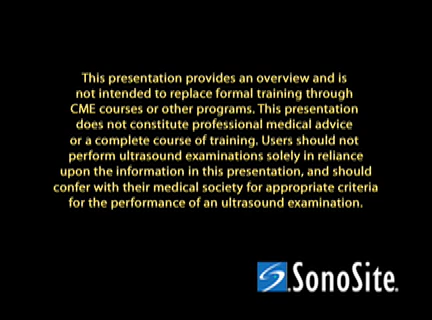 This presentation provides an overview and is
not intended to replace formal training through
CME courses or other programs. This presentation
does not constitute professional medical advice
or a complete course of training. Users should not
perform ultrasound examinations solely in reliance
upon the information in this presentation, and should
confer with their medical society for appropriate criteria
for the performance of an ultrasound examination.
SonoSite.